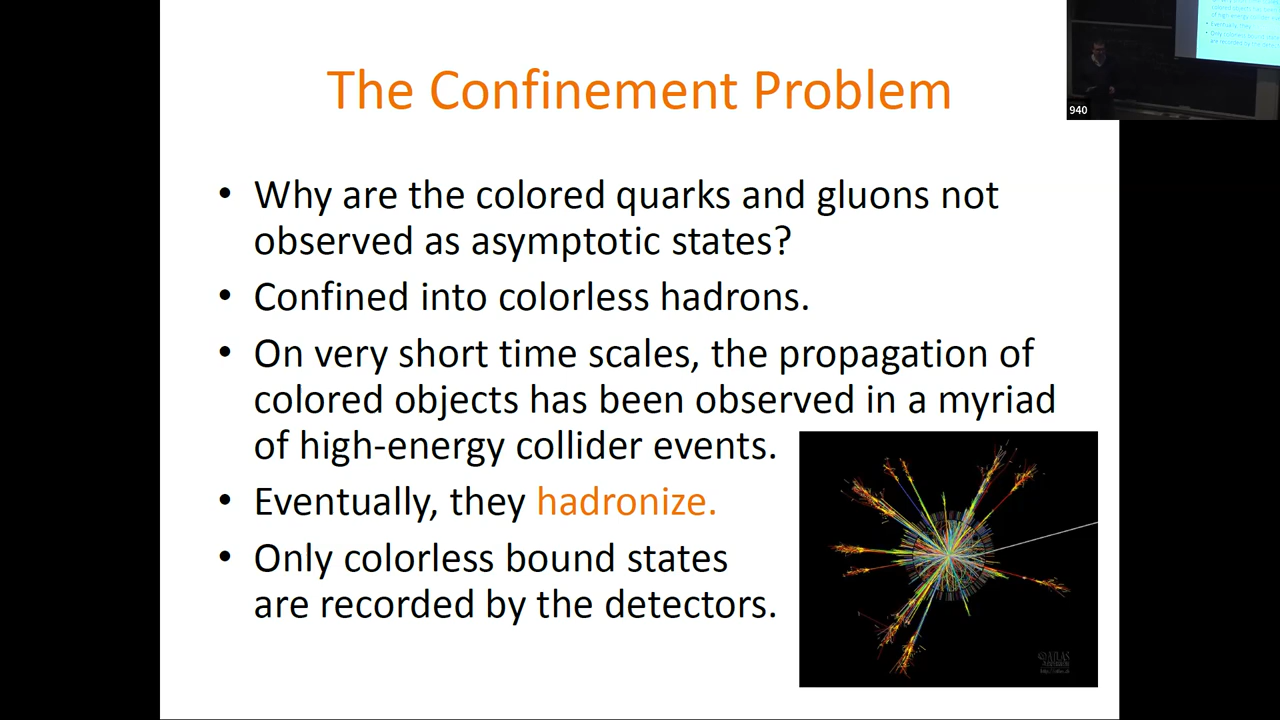 The Confinement Problem
940
• Why are the colored quarks and gluons not
observed as asymptotic states?
• Confined into colorless hadrons.
• On very short time scales, the propagation of
colored objects has been observed in a myriad
of high-energy collider events.
• Eventually, they hadronize.
• Only colorless bound states
are recorded by the detectors.
©ATLAS